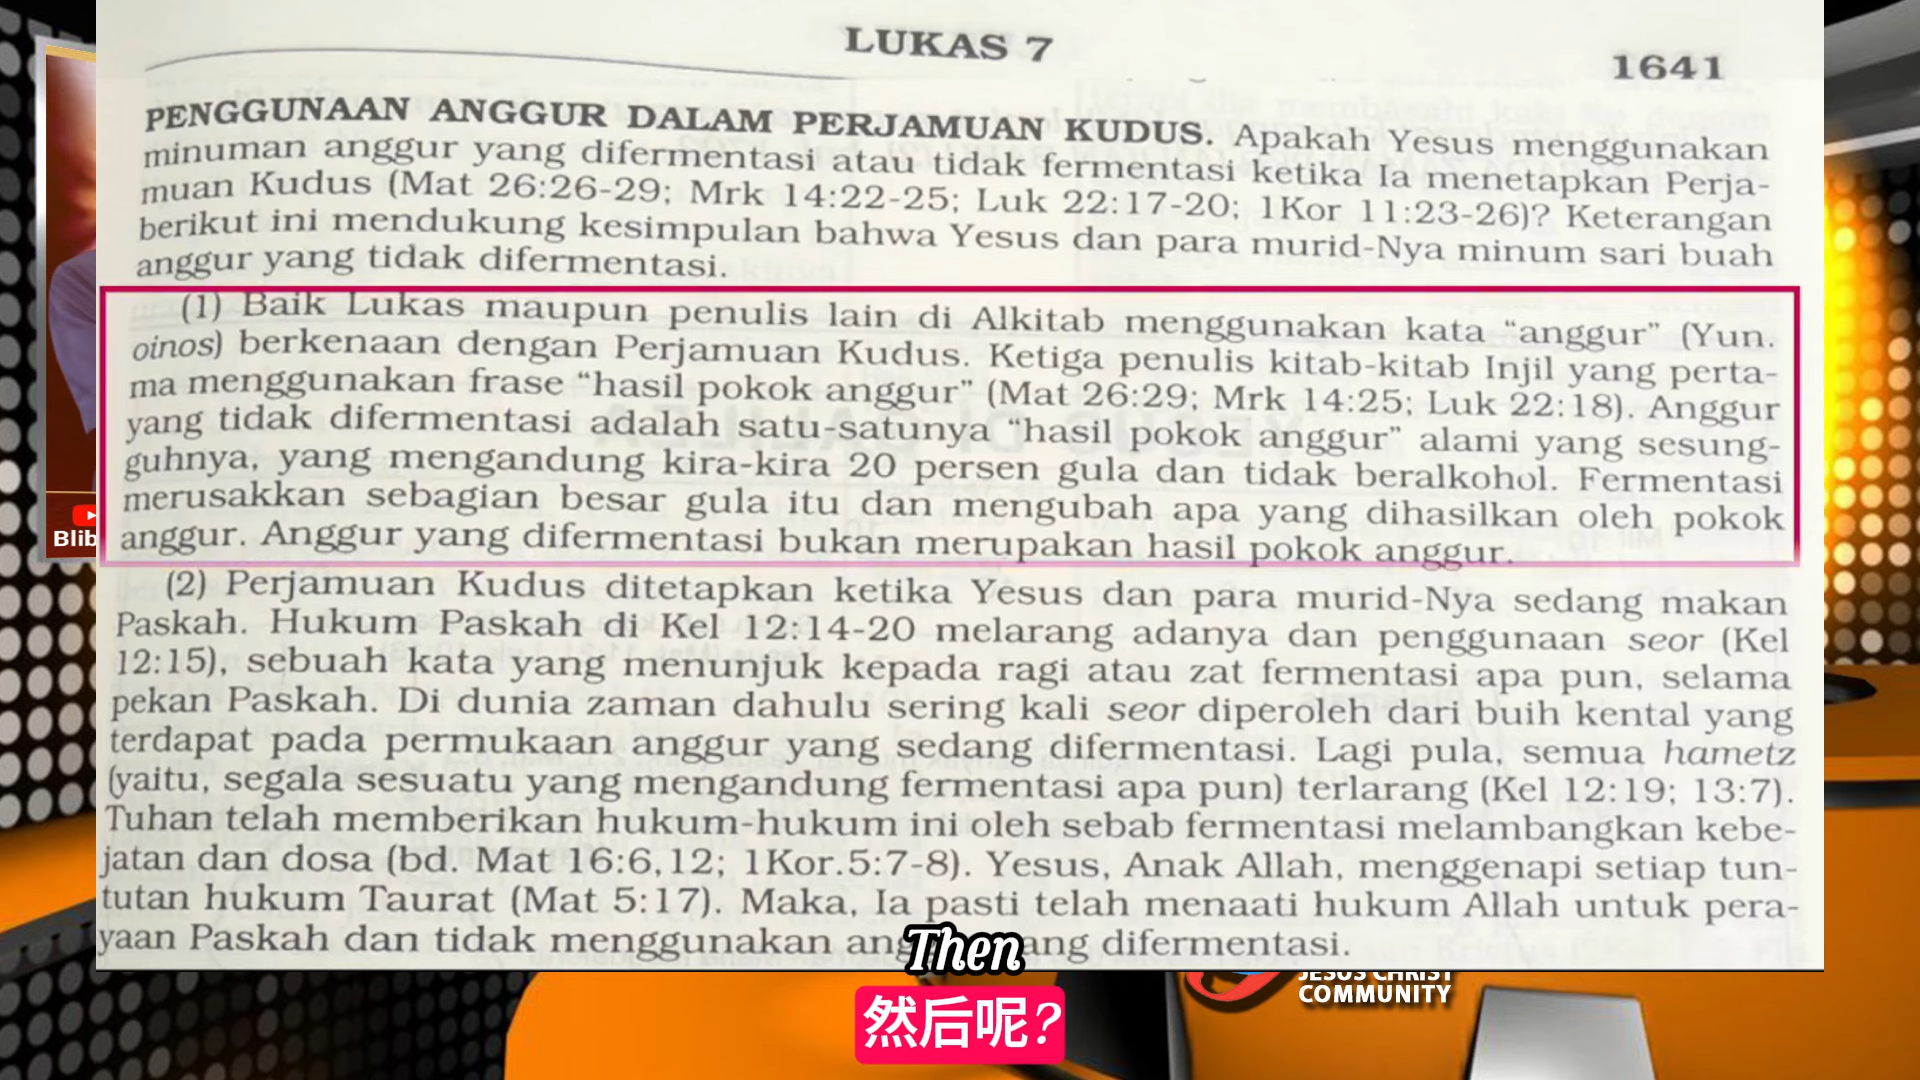 LUKAS 7
1641
PENGGUNAAN ANGGUR DALAM PERJAMUAN KUDUS. Apakah Yesus menggunakan
minuman anggur yang difermentasi atau tidak fermentasi ketika Ia menetapkan Perja-
muan Kudus (Mat 26:26-29; Mrk 14:22-25; Luk 22:17-20; 1Kor 11:23-26)? Keterangan
berikut ini mendukung kesimpulan bahwa Yesus dan para murid-Nya minum sari buah
anggur yang tidak difermentasi.
(1) Baik Lukas maupun penulis lain di Alkitab menggunakan kata "anggur" (Yun.
oinos) berkenaan dengan Perjamuan Kudus. Ketiga penulis kitab-kitab Injil yang perta-
ma menggunakan frase "hasil pokok anggur" (Mat 26:29; Mrk 14:25; Luk 22:18). Anggur
yang tidak difermentasi adalah satu-satunya "hasil pokok anggur" alami yang sesung-
guhnya, yang mengandung kira-kira 20 persen gula dan tidak beralkohol. Fermentasi
merusakkan sebagian besar gula itu dan mengubah apa yang dihasilkan oleh pokok
anggur. Anggur yang difermentasi bukan merupakan hasil pokok anggur.
(2) Perjamuan Kudus ditetapkan ketika Yesus dan para murid-Nya sedang makan
Paskah. Hukum Paskah di Kel 12:14-20 melarang adanya dan penggunaan seor (Kel
12:15), sebuah kata yang menunjuk kepada ragi atau zat fermentasi apa pun, selama
pekan Paskah. Di dunia zaman dahulu sering kali seor diperoleh dari buih kental yang
terdapat pada permukaan anggur yang sedang difermentasi. Lagi pula, semua hametz
(yaitu, segala sesuatu yang mengandung fermentasi apa pun) terlarang (Kel 12:19; 13:7).
Tuhan telah memberikan hukum-hukum ini oleh sebab fermentasi melambangkan kebe-
jatan dan dosa (bd. Mat 16:6,12; 1Kor.5:7-8). Yesus, Anak Allah, menggenapi setiap tun-
tutan hukum Taurat (Mat 5:17). Maka, Ia pasti telah menaati hukum Allah untuk pera-
yaan Paskah dan tidak menggunakan ang ang difermentasi.
Then
然后呢?
Blib
JESUS CHRIST
COMMUNITY